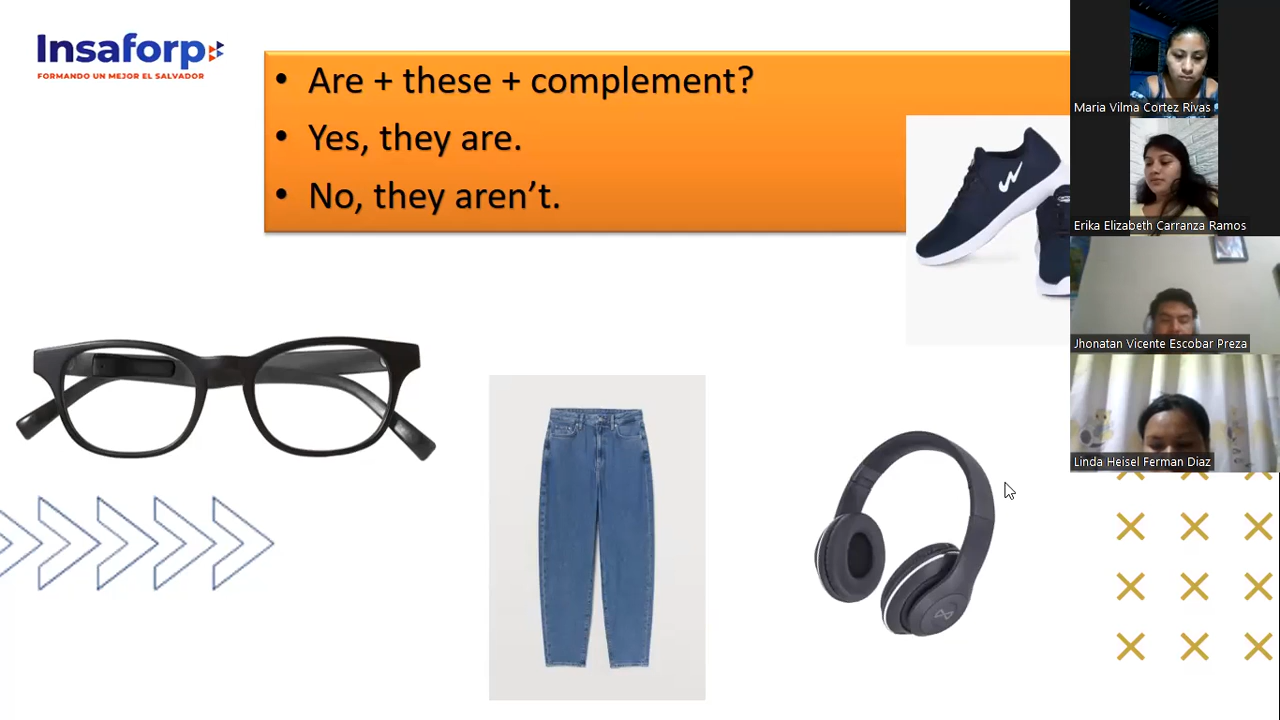 Insaforp
FORMANDO UN MEJOR EL SALVADOR
• Are + these + complement?
• Yes, they are.
• No, they aren’t.
Maria Vilma Cortez Rivas
Erika Elizabeth Carranza Ramos
Jhonatan Vicente Escobar Preza
Linda Heisel Ferman Diaz